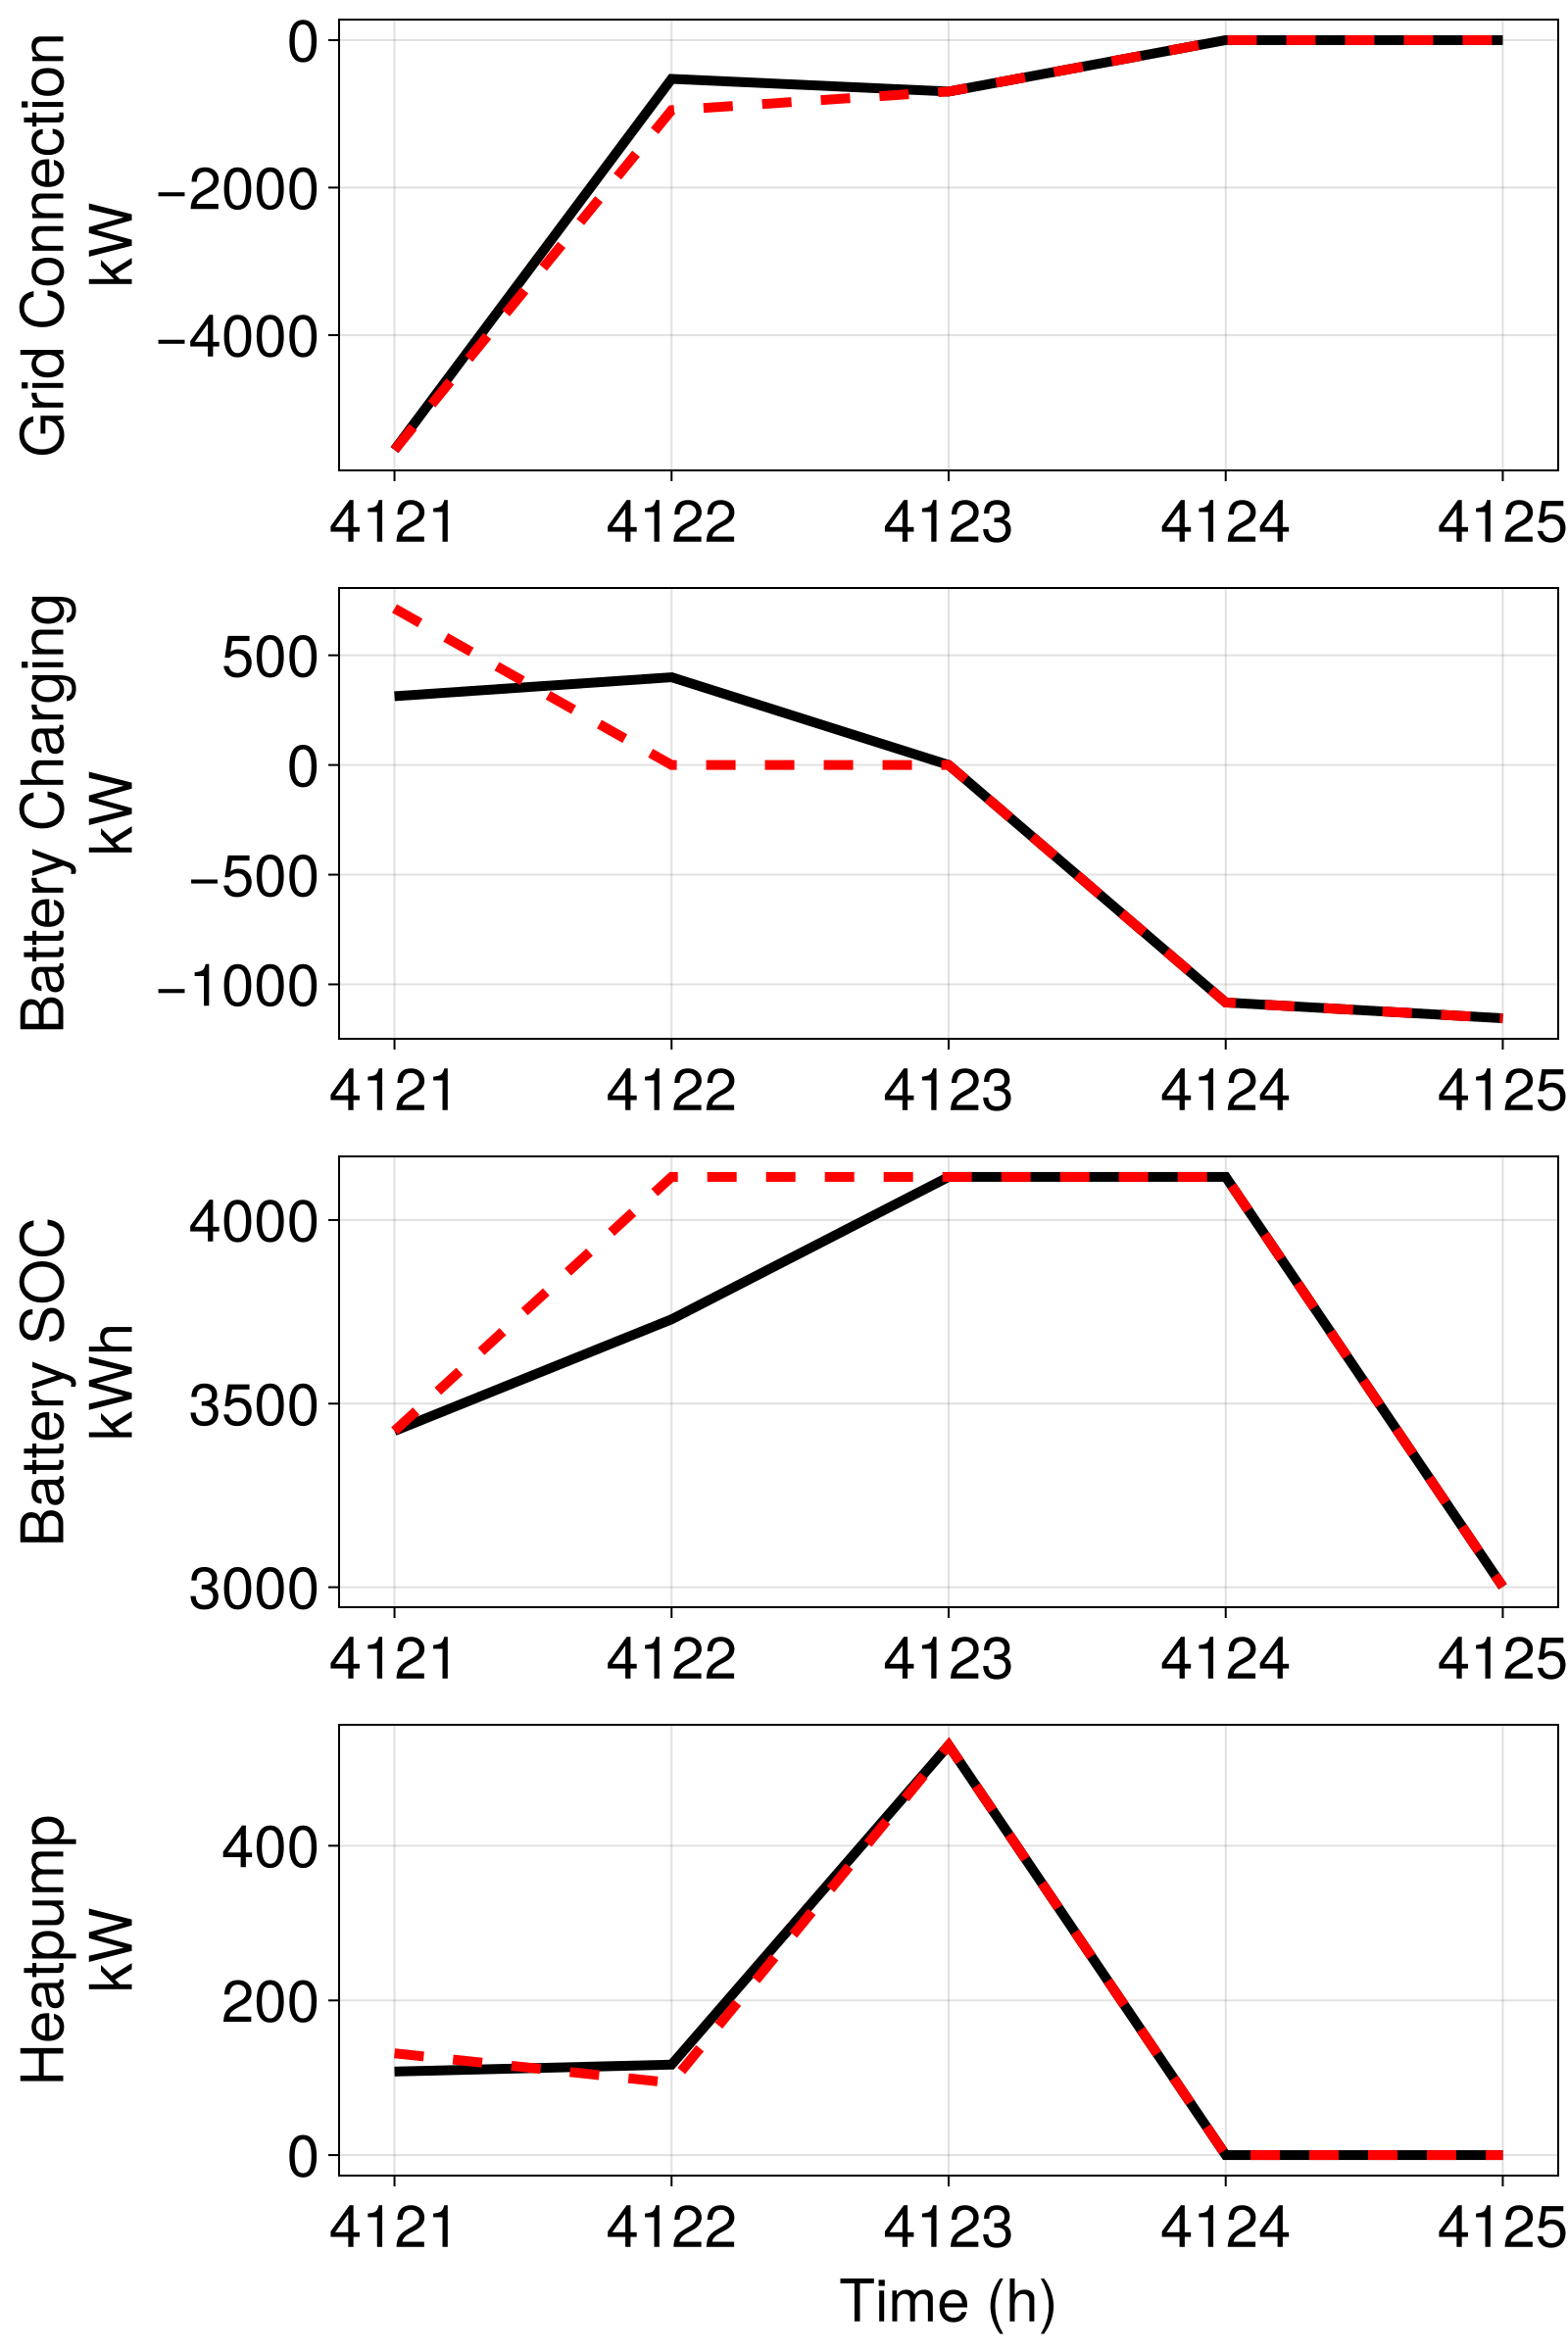 Grid Connection
kW
0
−2000
−4000
4121 4122 4123 4124 4125
Battery Charging
kW
500
0
−500
−1000
4121 4122 4123 4124 4125
Battery SOC
kWh
4000
3500
3000
4121 4122 4123 4124 4125
Heatpump
kW
400
200
0
4121 4122 4123 4124 4125
Time (h)